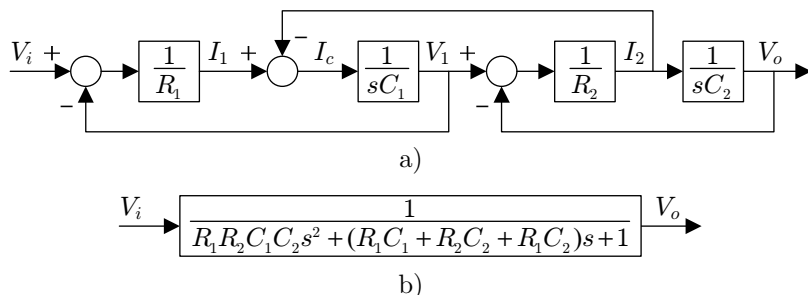 V_i + − 1/R_1 I_1 + − I_c 1/(sC_1) V_1 + − 1/R_2 I_2 1/(sC_2) V_o
a)
V_i 1/(R_1R_2C_1C_2s^2+(R_1C_1+R_2C_2+R_1C_2)s+1) V_o
b)